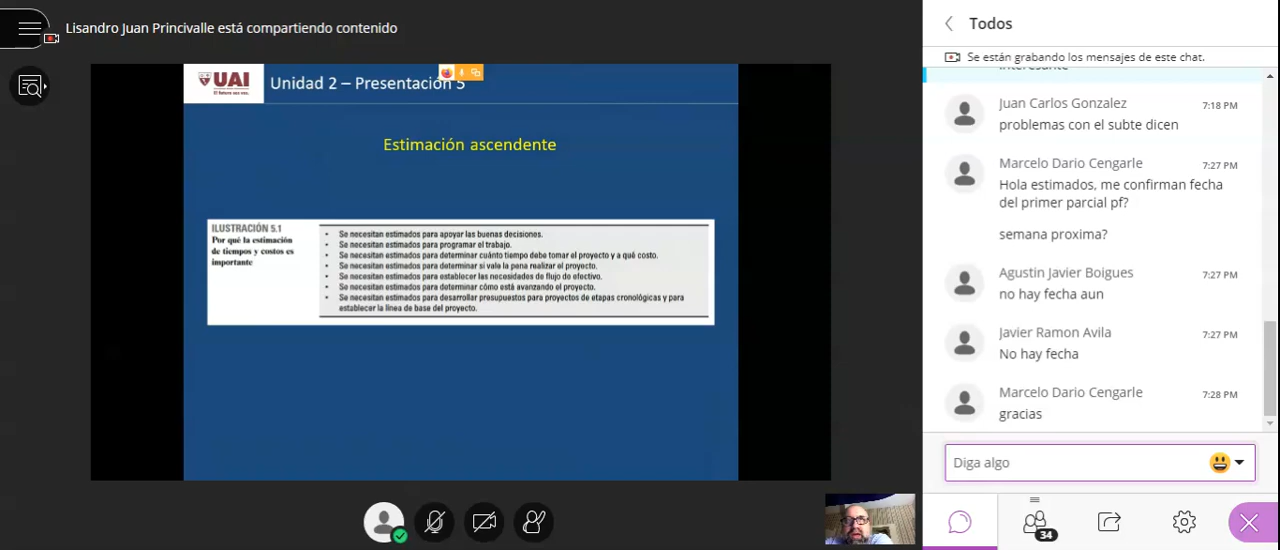 Lisandro Juan Princivalle está compartiendo contenido
UAI
Unidad 2 – Presentación 5
Estimación ascendente
ILUSTRACIÓN 5.1
Por qué la estimación
de tiempos y costos es
importante
• Se necesitan estimados para apoyar las buenas decisiones.
• Se necesitan estimados para programar el trabajo.
• Se necesitan estimados para determinar cuánto tiempo debe tomar el proyecto y a qué costo.
• Se necesitan estimados para determinar si vale la pena realizar el proyecto.
• Se necesitan estimados para establecer las necesidades de flujo de efectivo.
• Se necesitan estimados para determinar cómo está avanzando el proyecto.
• Se necesitan estimados para desarrollar presupuestos para proyectos de etapas cronológicas y para
establecer la línea de base del proyecto.
Todos
Se están grabando los mensajes de este chat.
interesante
Juan Carlos Gonzalez 7:18 PM
problemas con el subte dicen
Marcelo Dario Cengarle 7:27 PM
Hola estimados, me confirman fecha
del primer parcial pf?
semana proxima?
Agustin Javier Boigues 7:27 PM
no hay fecha aun
Javier Ramon Avila 7:27 PM
No hay fecha
Marcelo Dario Cengarle 7:28 PM
gracias
Diga algo
34